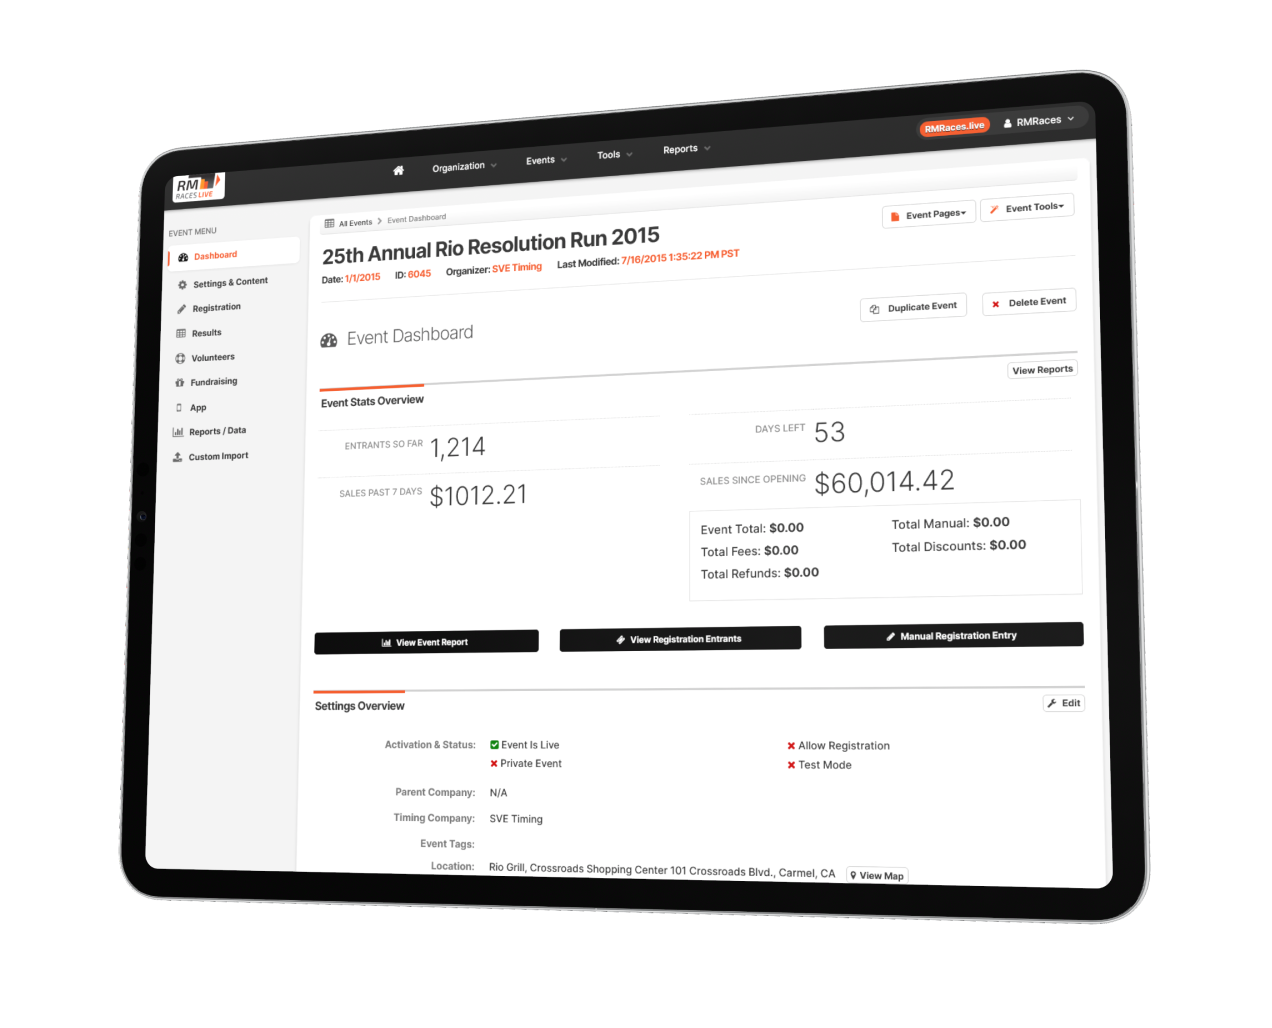 RMRaces.live
RMRaces
Organization
Events
Tools
Reports
RM
RACES LIVE
EVENT MENU
Dashboard
Settings & Content
Registration
Results
Volunteers
Fundraising
App
Reports / Data
Custom Import
All Events > Event Dashboard
Event Pages
Event Tools
25th Annual Rio Resolution Run 2015
Date: 1/1/2015 ID: 6045 Organizer: SVE Timing Last Modified: 7/16/2015 1:35:22 PM PST
Duplicate Event
Delete Event
Event Dashboard
View Reports
Event Stats Overview
ENTRANTS SO FAR 1,214
DAYS LEFT 53
SALES PAST 7 DAYS $1012.21
SALES SINCE OPENING $60,014.42
Event Total: $0.00
Total Manual: $0.00
Total Fees: $0.00
Total Discounts: $0.00
Total Refunds: $0.00
View Event Report
View Registration Entrants
Manual Registration Entry
Settings Overview
Edit
Activation & Status: Event Is Live
Allow Registration
Private Event
Test Mode
Parent Company: N/A
Timing Company: SVE Timing
Event Tags:
Location: Rio Grill, Crossroads Shopping Center 101 Crossroads Blvd., Carmel, CA
View Map